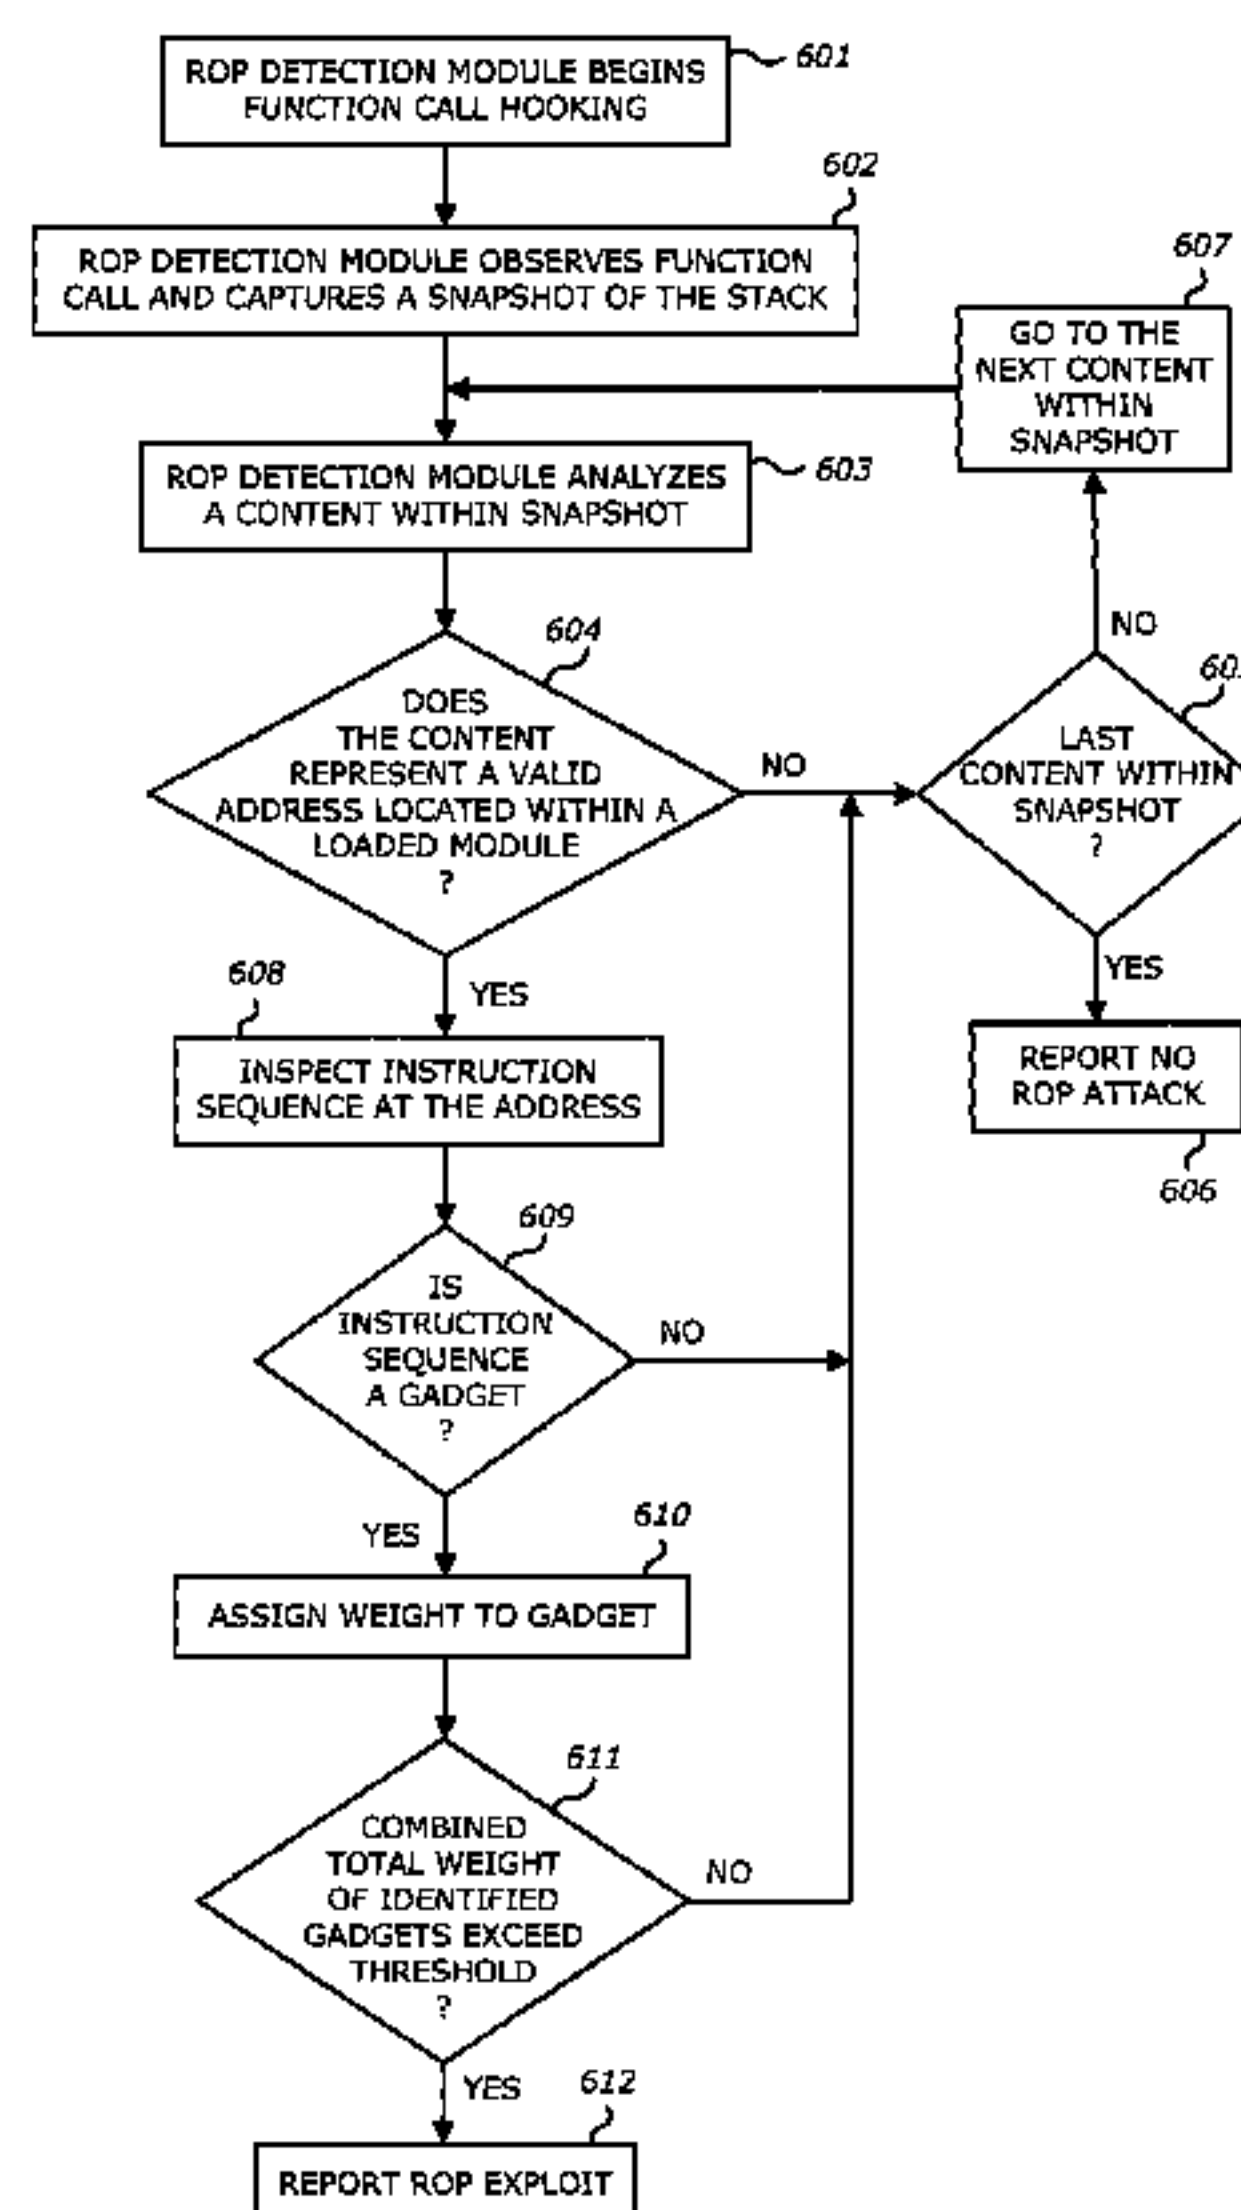 ROP DETECTION MODULE BEGINS
FUNCTION CALL HOOKING
601
602
ROP DETECTION MODULE OBSERVES FUNCTION
CALL AND CAPTURES A SNAPSHOT OF THE STACK
607
GO TO THE
NEXT CONTENT
WITHIN
SNAPSHOT
ROP DETECTION MODULE ANALYZES
A CONTENT WITHIN SNAPSHOT
603
604
DOES
THE CONTENT
REPRESENT A VALID
ADDRESS LOCATED WITHIN A
LOADED MODULE
?
NO
NO
LAST
CONTENT WITHIN
SNAPSHOT
?
YES
REPORT NO
ROP ATTACK
606
YES
608
INSPECT INSTRUCTION
SEQUENCE AT THE ADDRESS
609
IS
INSTRUCTION
SEQUENCE
A GADGET
?
NO
YES
610
ASSIGN WEIGHT TO GADGET
611
COMBINED
TOTAL WEIGHT
OF IDENTIFIED
GADGETS EXCEED
THRESHOLD
?
NO
YES
612
REPORT ROP EXPLOIT